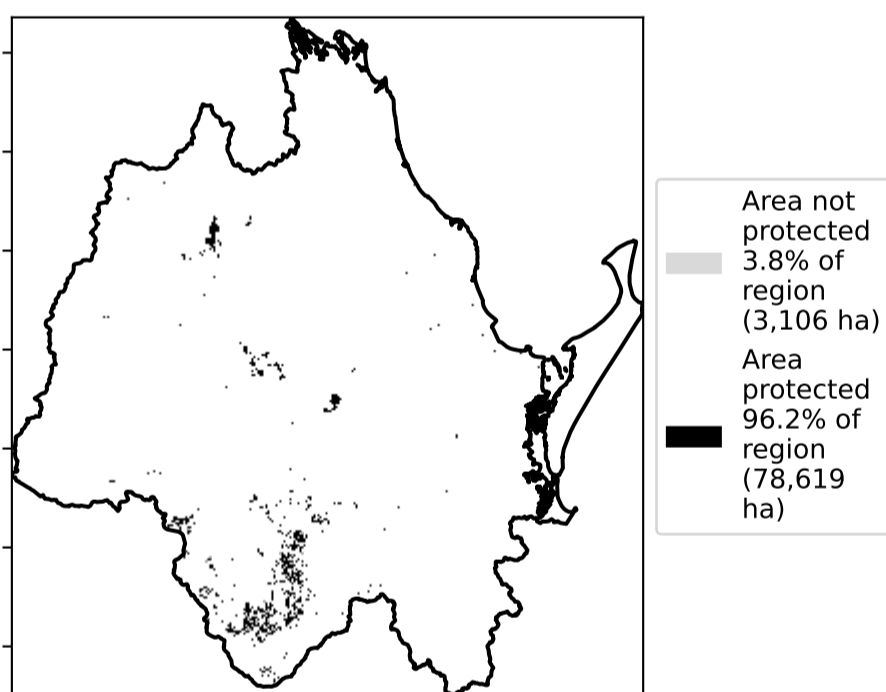 Area not
protected
3.8% of
region
(3,106 ha)
Area
protected
96.2% of
region
(78,619
ha)